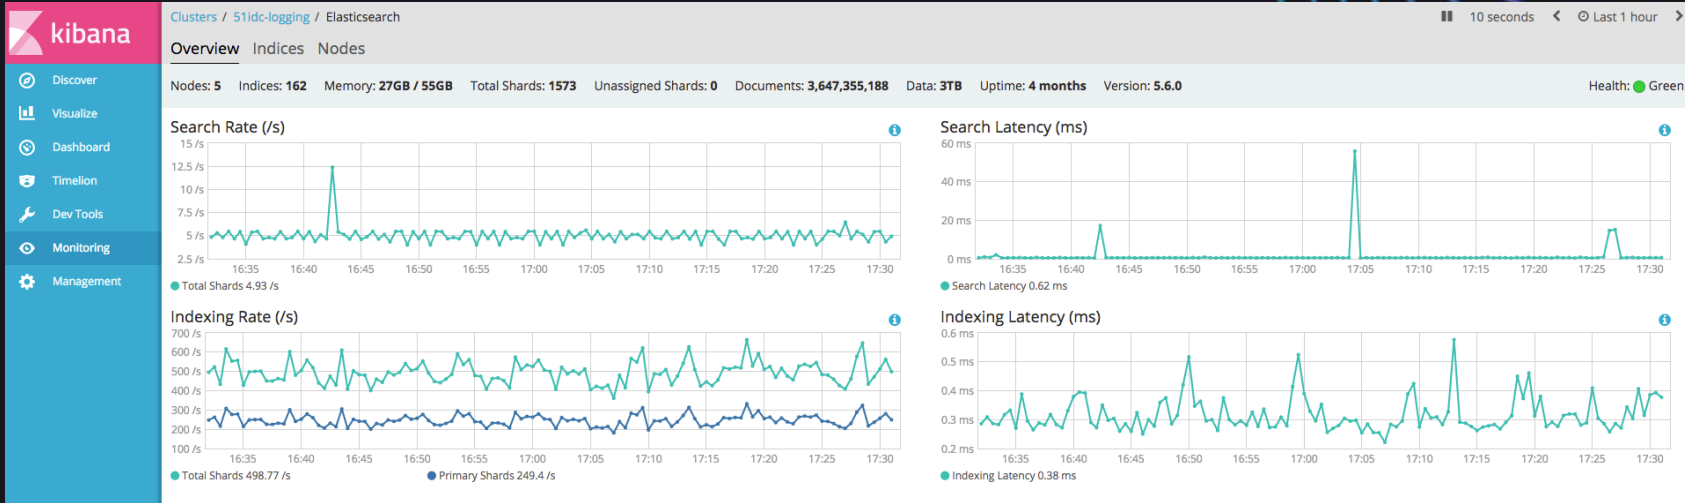 kibana
Clusters / 51idc-logging / Elasticsearch
10 seconds
Last 1 hour
Overview Indices Nodes
Discover
Visualize
Dashboard
Timelion
Dev Tools
Monitoring
Management
Nodes: 5 Indices: 162 Memory: 27GB / 55GB Total Shards: 1573 Unassigned Shards: 0 Documents: 3,647,355,188 Data: 3TB Uptime: 4 months Version: 5.6.0 Health: Green
Search Rate (/s)
15 /s
12.5 /s
10 /s
7.5 /s
5 /s
2.5 /s
16:35 16:40 16:45 16:50 16:55 17:00 17:05 17:10 17:15 17:20 17:25 17:30
Total Shards 4.93 /s
Search Latency (ms)
60 ms
40 ms
20 ms
0 ms
16:35 16:40 16:45 16:50 16:55 17:00 17:05 17:10 17:15 17:20 17:25 17:30
Search Latency 0.62 ms
Indexing Rate (/s)
700 /s
600 /s
500 /s
400 /s
300 /s
200 /s
100 /s
16:35 16:40 16:45 16:50 16:55 17:00 17:05 17:10 17:15 17:20 17:25 17:30
Total Shards 498.77 /s Primary Shards 249.4 /s
Indexing Latency (ms)
0.6 ms
0.5 ms
0.4 ms
0.3 ms
0.2 ms
16:35 16:40 16:45 16:50 16:55 17:00 17:05 17:10 17:15 17:20 17:25 17:30
Indexing Latency 0.38 ms